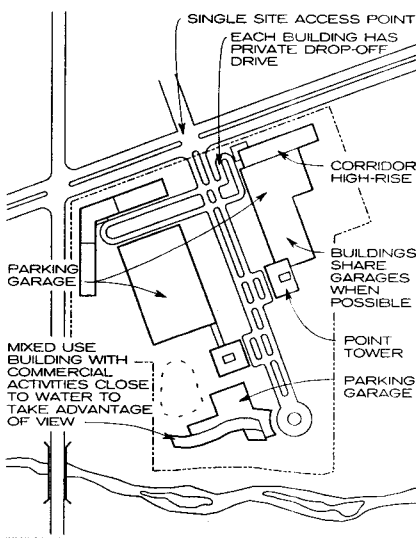 SINGLE SITE ACCESS POINT
EACH BUILDING HAS
PRIVATE DROP-OFF
DRIVE
CORRIDOR
HIGH-RISE
PARKING
GARAGE
BUILDINGS
SHARE
GARAGES
WHEN
POSSIBLE
POINT
TOWER
MIXED USE
BUILDING WITH
COMMERCIAL
ACTIVITIES CLOSE
TO WATER TO
TAKE ADVANTAGE
OF VIEW
PARKING
GARAGE